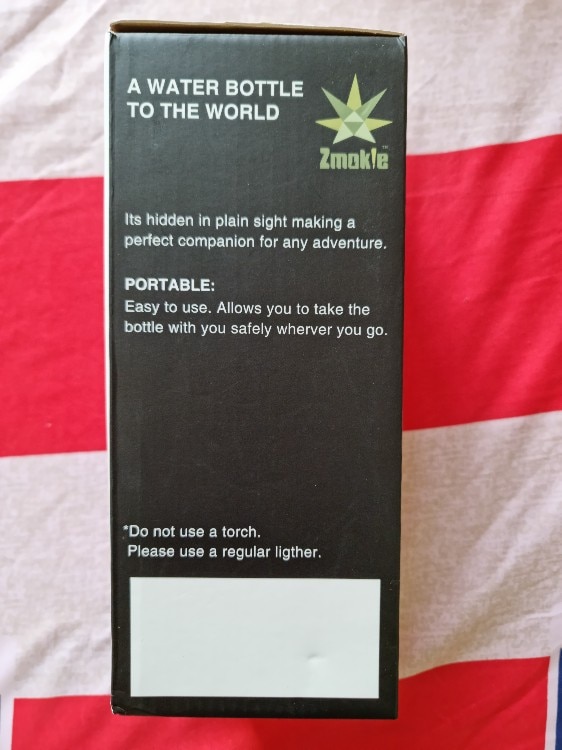 A WATER BOTTLE
TO THE WORLD
Zmokie™
Its hidden in plain sight making a
perfect companion for any adventure.
PORTABLE:
Easy to use. Allows you to take the
bottle with you safely wherver you go.
*Do not use a torch.
Please use a regular ligther.